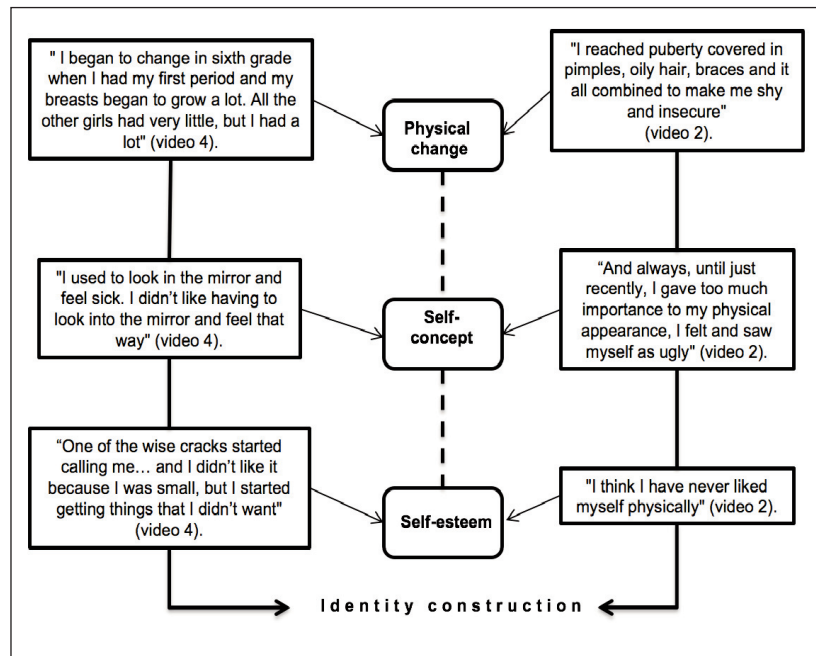 " I began to change in sixth grade
when I had my first period and my
breasts began to grow a lot. All the
other girls had very little, but I had a
lot" (video 4).
Physical
change
"I reached puberty covered in
pimples, oily hair, braces and it
all combined to make me shy
and insecure"
(video 2).
"I used to look in the mirror and
feel sick. I didn’t like having to
look into the mirror and feel that
way" (video 4).
Self-
concept
“And always, until just
recently, I gave too much
importance to my physical
appearance, I felt and saw
myself as ugly" (video 2).
“One of the wise cracks started
calling me… and I didn’t like it
because I was small, but I started
getting things that I didn’t want"
(video 4).
Self-esteem
"I think I have never liked
myself physically" (video 2).
Identity construction